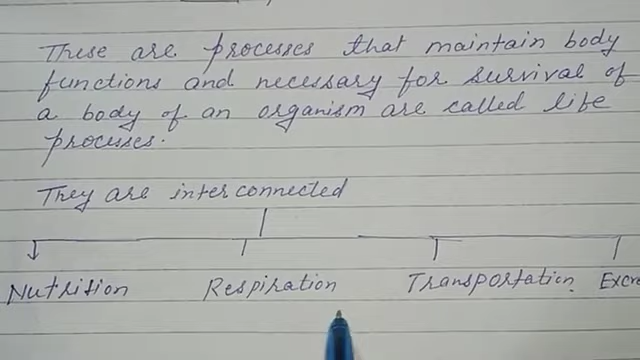 These are processes that maintain body
functions and necessary for survival of
a body of an organism are called life
processes.
They are interconnected
Nutrition Respiration Transportation Excre